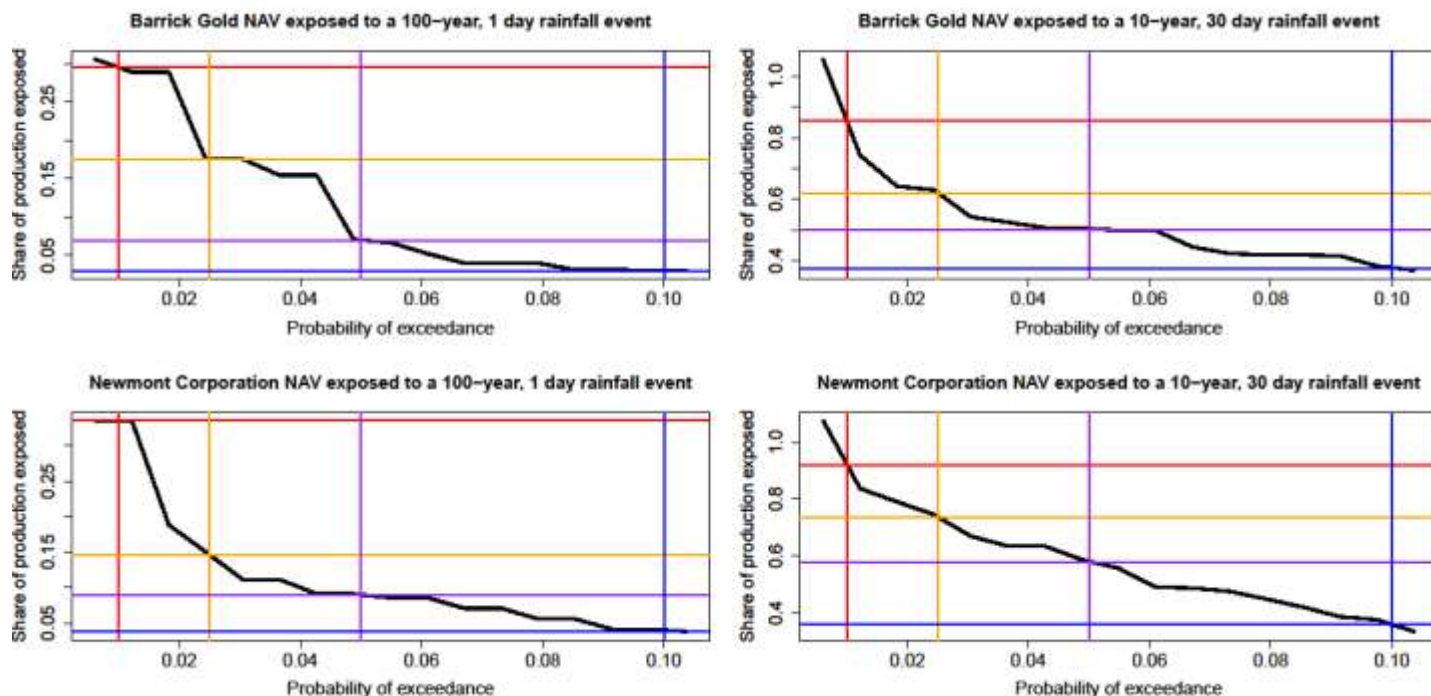 Barrick Gold NAV exposed to a 100−year, 1 day rainfall event
Share of production exposed
0.25
0.15
0.05
0.02 0.04 0.06 0.08 0.10
Probability of exceedance
Barrick Gold NAV exposed to a 10−year, 30 day rainfall event
Share of production exposed
1.0
0.8
0.6
0.4
0.02 0.04 0.06 0.08 0.10
Probability of exceedance
Newmont Corporation NAV exposed to a 100−year, 1 day rainfall event
Share of production exposed
0.25
0.15
0.05
0.02 0.04 0.06 0.08 0.10
Probability of exceedance
Newmont Corporation NAV exposed to a 10−year, 30 day rainfall event
Share of production exposed
1.0
0.8
0.6
0.4
0.02 0.04 0.06 0.08 0.10
Probability of exceedance